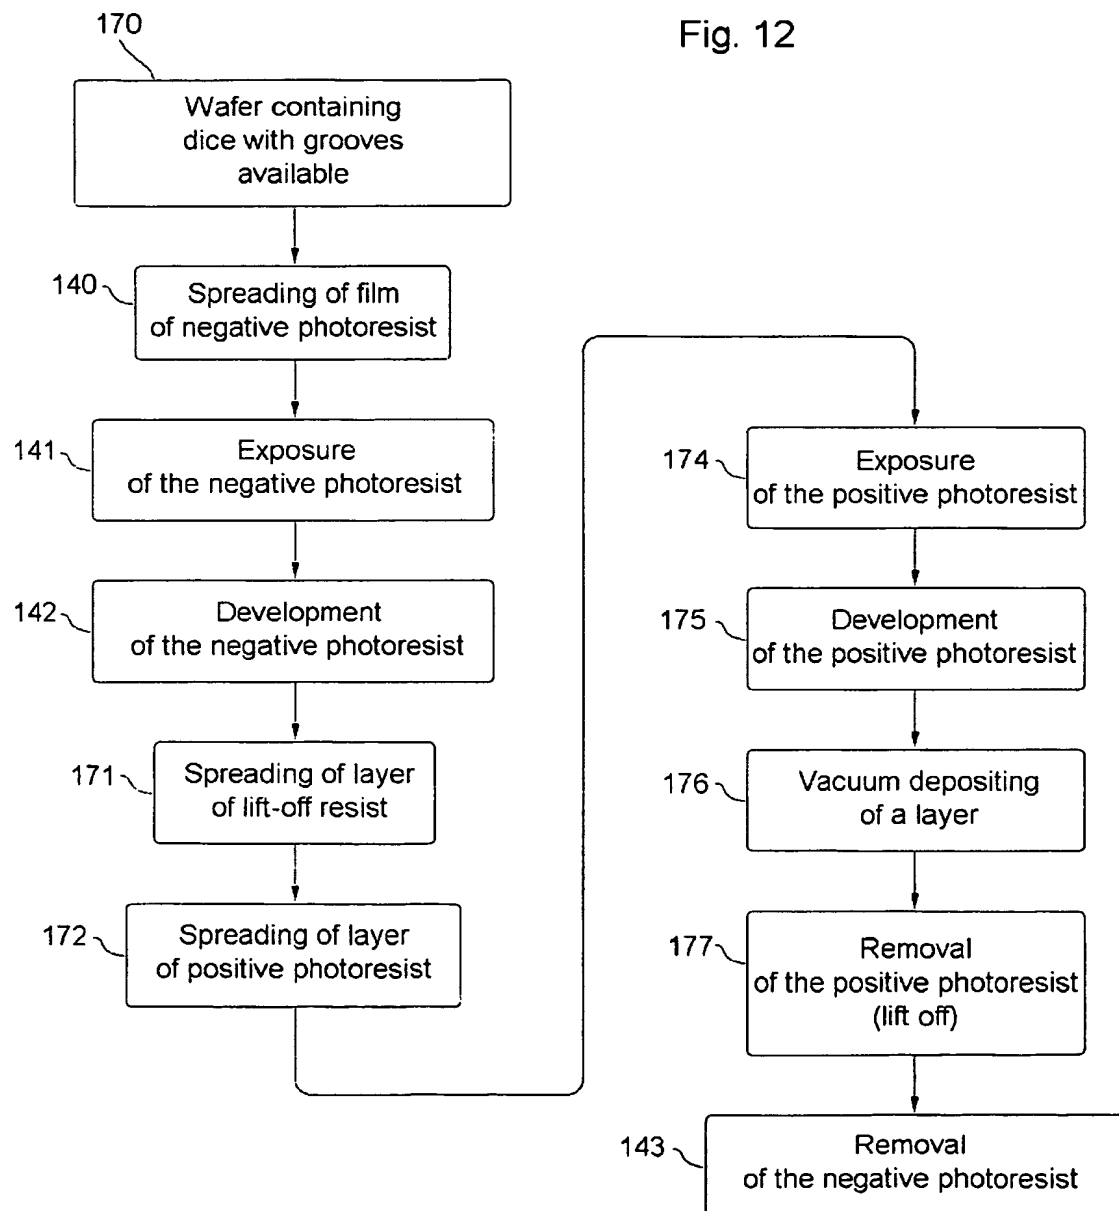 Fig. 12
170
Wafer containing
dice with grooves
available
140
Spreading of film
of negative photoresist
141
Exposure
of the negative photoresist
142
Development
of the negative photoresist
171
Spreading of layer
of lift-off resist
172
Spreading of layer
of positive photoresist
174
Exposure
of the positive photoresist
175
Development
of the positive photoresist
176
Vacuum depositing
of a layer
177
Removal
of the positive photoresist
(lift off)
143
Removal
of the negative photoresist